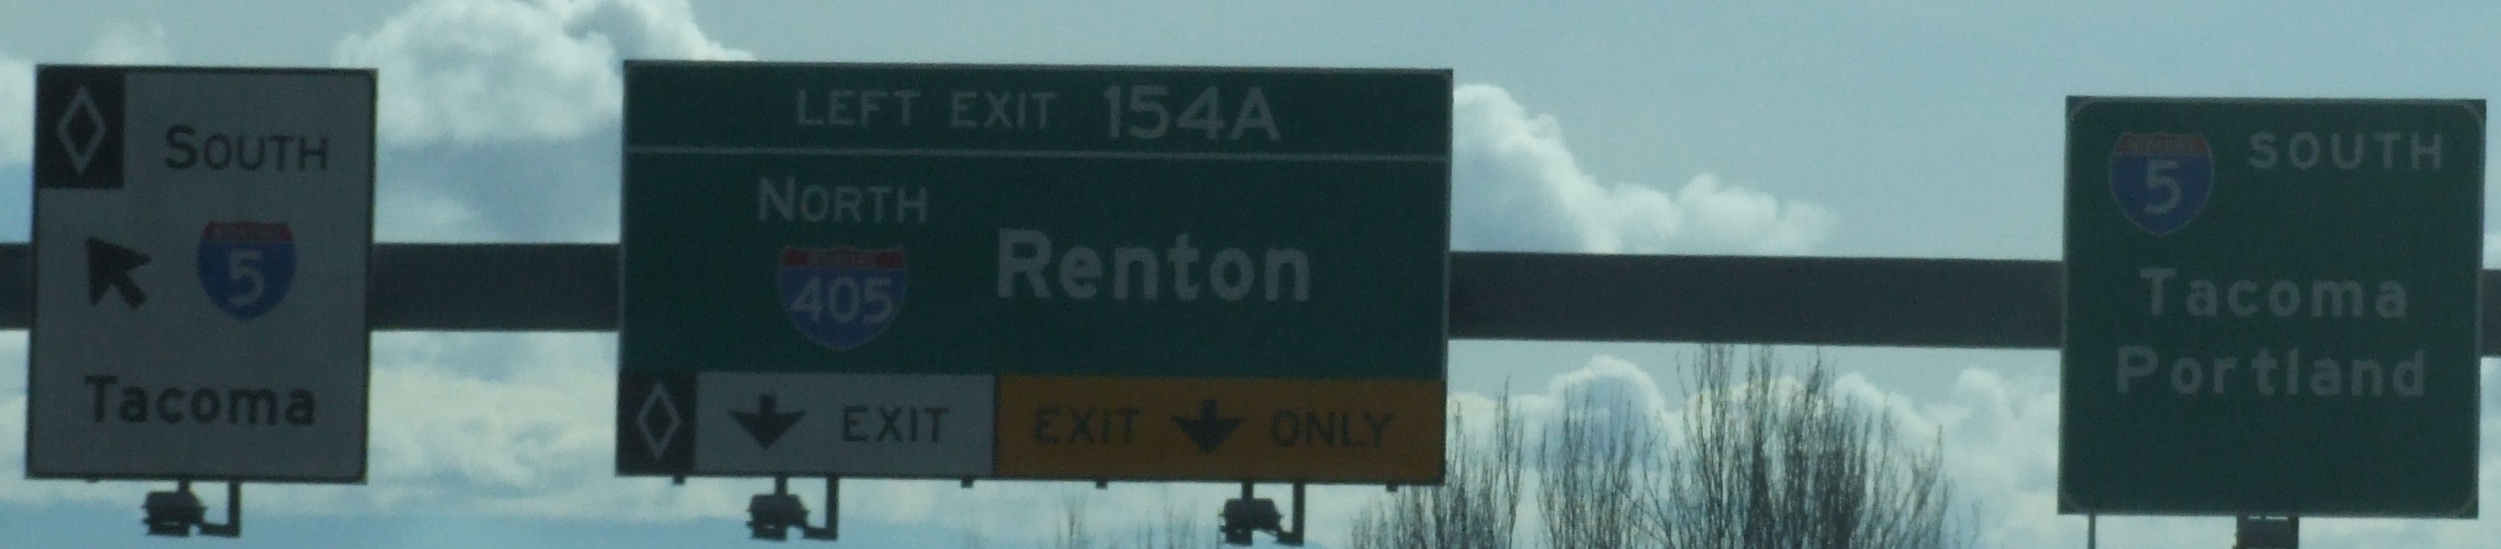 SOUTH
5
Tacoma
LEFT EXIT 154A
NORTH
405
Renton
EXIT
EXIT ONLY
5 SOUTH
Tacoma
Portland